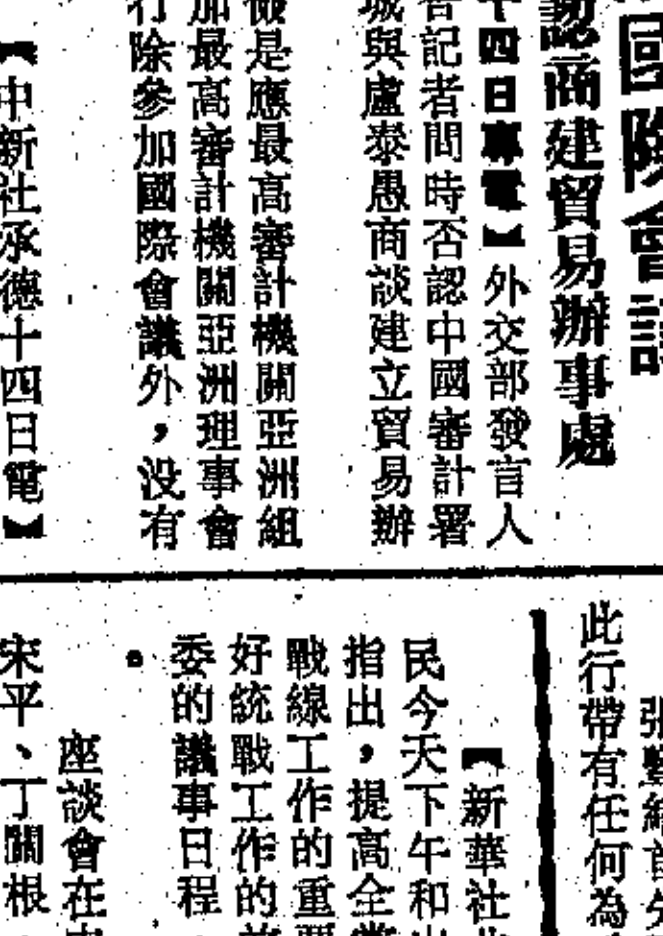 國際會議
認商建貿易辦事處
十四日專電】外交部發言人
答記者問時否認中國審計署
城與盧泰愚商談建立貿易辦
儉是應最高審計機關亞洲組
加最高審計機關亞洲理事會
行除參加國際會議外，没有
【中新社承德十四日電】
此行帶有任何為
【新華社
民今天下午和
指出，提高全黨
戰線工作的重要
好統戰工作的
委的議事日程
。
座談會在
宋平、丁關根